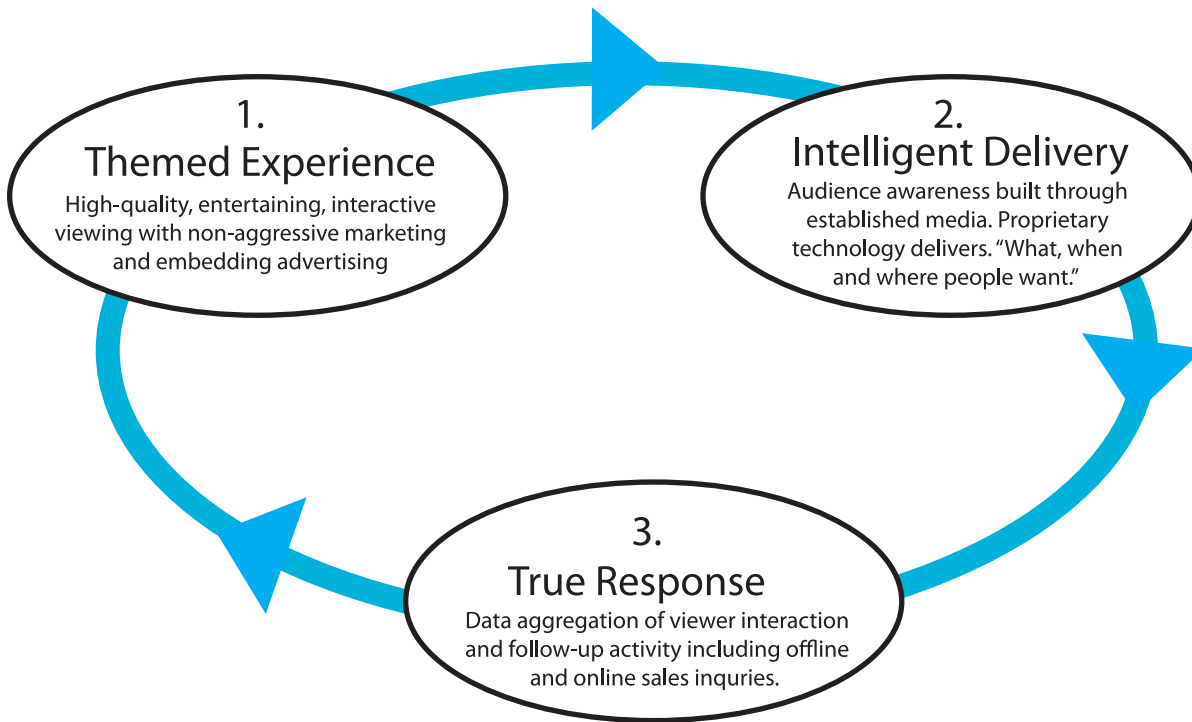 1.
Themed Experience
High-quality, entertaining, interactive
viewing with non-aggressive marketing
and embedding advertising
2.
Intelligent Delivery
Audience awareness built through
established media. Proprietary
technology delivers. “What, when
and where people want.”
3.
True Response
Data aggregation of viewer interaction
and follow-up activity including offline
and online sales inquries.